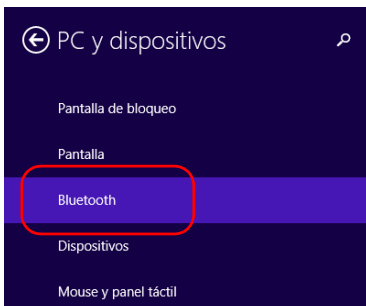 PC y dispositivos
Pantalla de bloqueo
Pantalla
Bluetooth
Dispositivos
Mouse y panel táctil